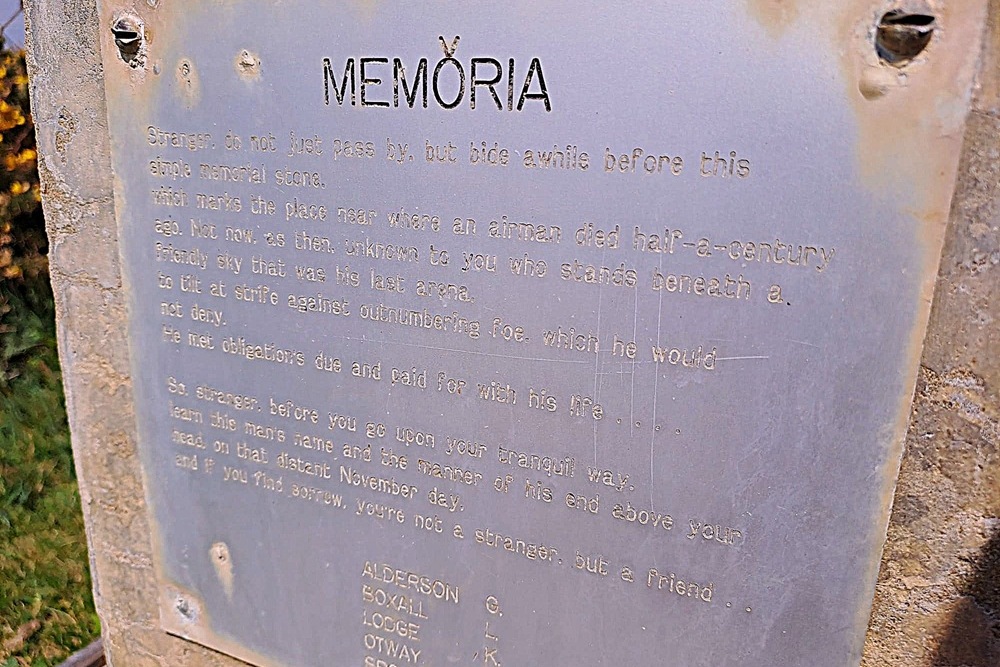 MEMǑRIA
Stranger, do not just pass by, but bide awhile before this
simple memorial stone,
which marks the place near where an airman died half-a-century
ago. Not now, as then, unknown to you who stands beneath a
friendly sky that was his last arena,
to tilt at strife against outnumbering foe, which he would
not deny.
He met obligation's due and paid for with his life . . . .
So, stranger, before you go upon your tranquil way,
learn this man's name and the manner of his end above your
head, on that distant November day,
and if you find sorrow, you're not a stranger, but a friend . .
ALDERSON G.
BOXALL L.
LODGE K.
OTWAY